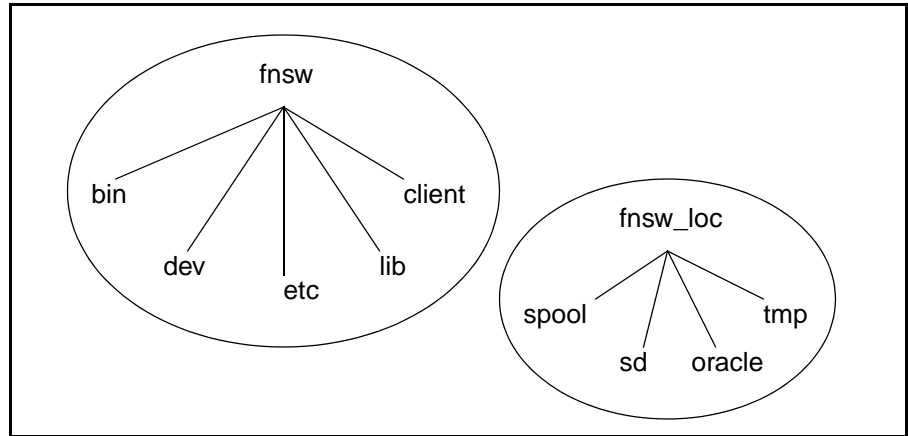 fnsw
bin
client
dev
lib
etc
fnsw_loc
spool
tmp
sd
oracle